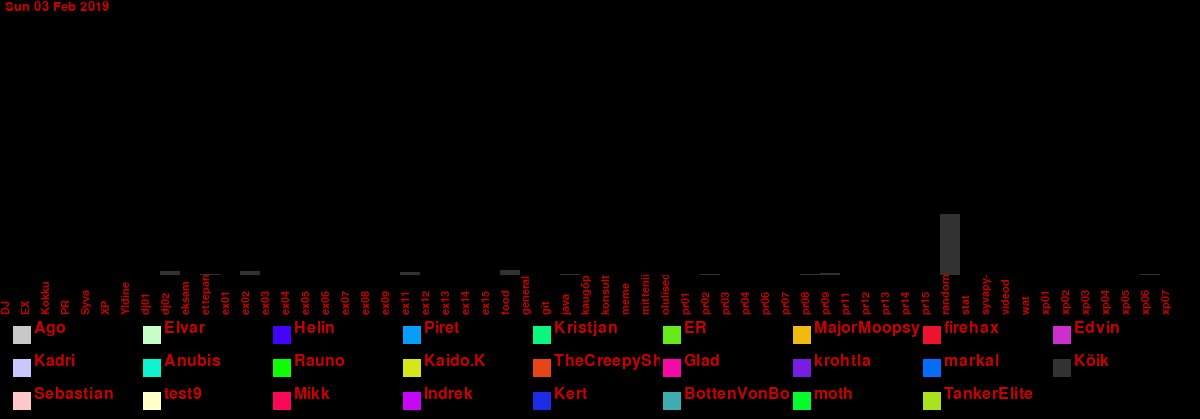 Sun 03 Feb 2019
DJ
EX
Kokku
PR
Syva
XP
Yldine
dj01
dj02
eksam
ettepan
ex01
ex02
ex03
ex04
ex05
ex06
ex07
ex08
ex09
ex11
ex12
ex13
ex14
ex15
food
general
git
java
kaugõp
konsult
meme
mitteni
olulised
pr01
pr02
pr03
pr04
pr06
pr07
pr08
pr09
pr11
pr12
pr13
pr14
pr15
random
stat
syvapy-
videod
wat
xp01
xp02
xp03
xp04
xp05
xp06
xp07
Ago Elvar Helin Piret Kristjan ER MajorMoopsy firehax Edvin
Kadri Anubis Rauno Kaido.K TheCreepySh Glad krohtla markal Kõik
Sebastian test9 Mikk Indrek Kert BottenVonBo moth TankerElite